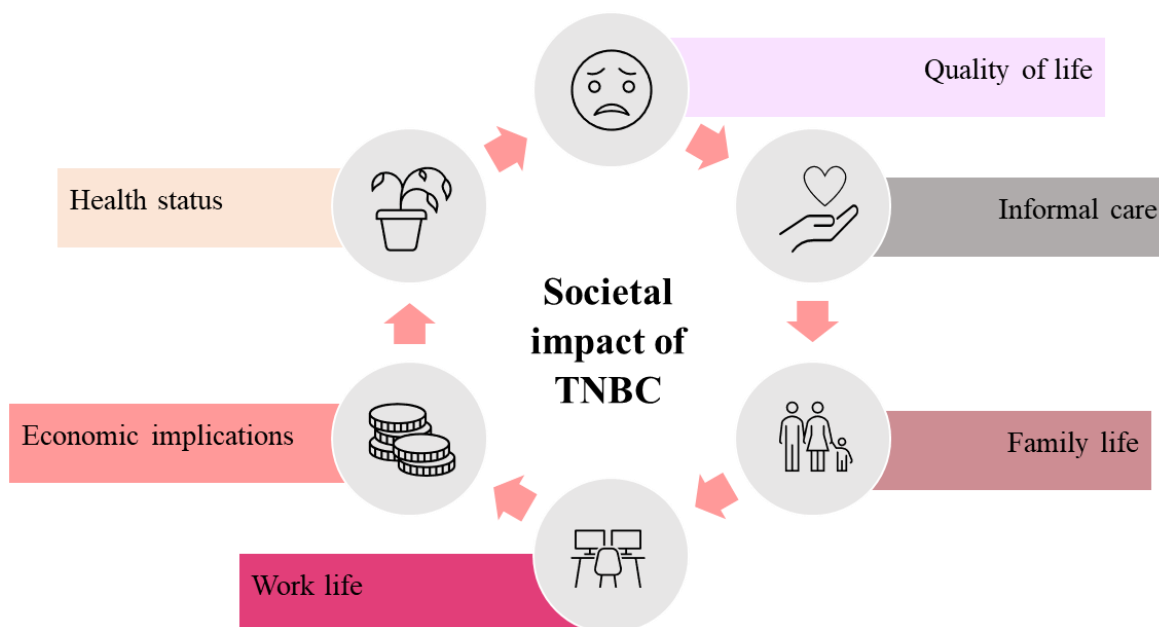 Quality of life
Health status
Informal care
Societal
impact of
TNBC
Economic implications
Family life
Work life